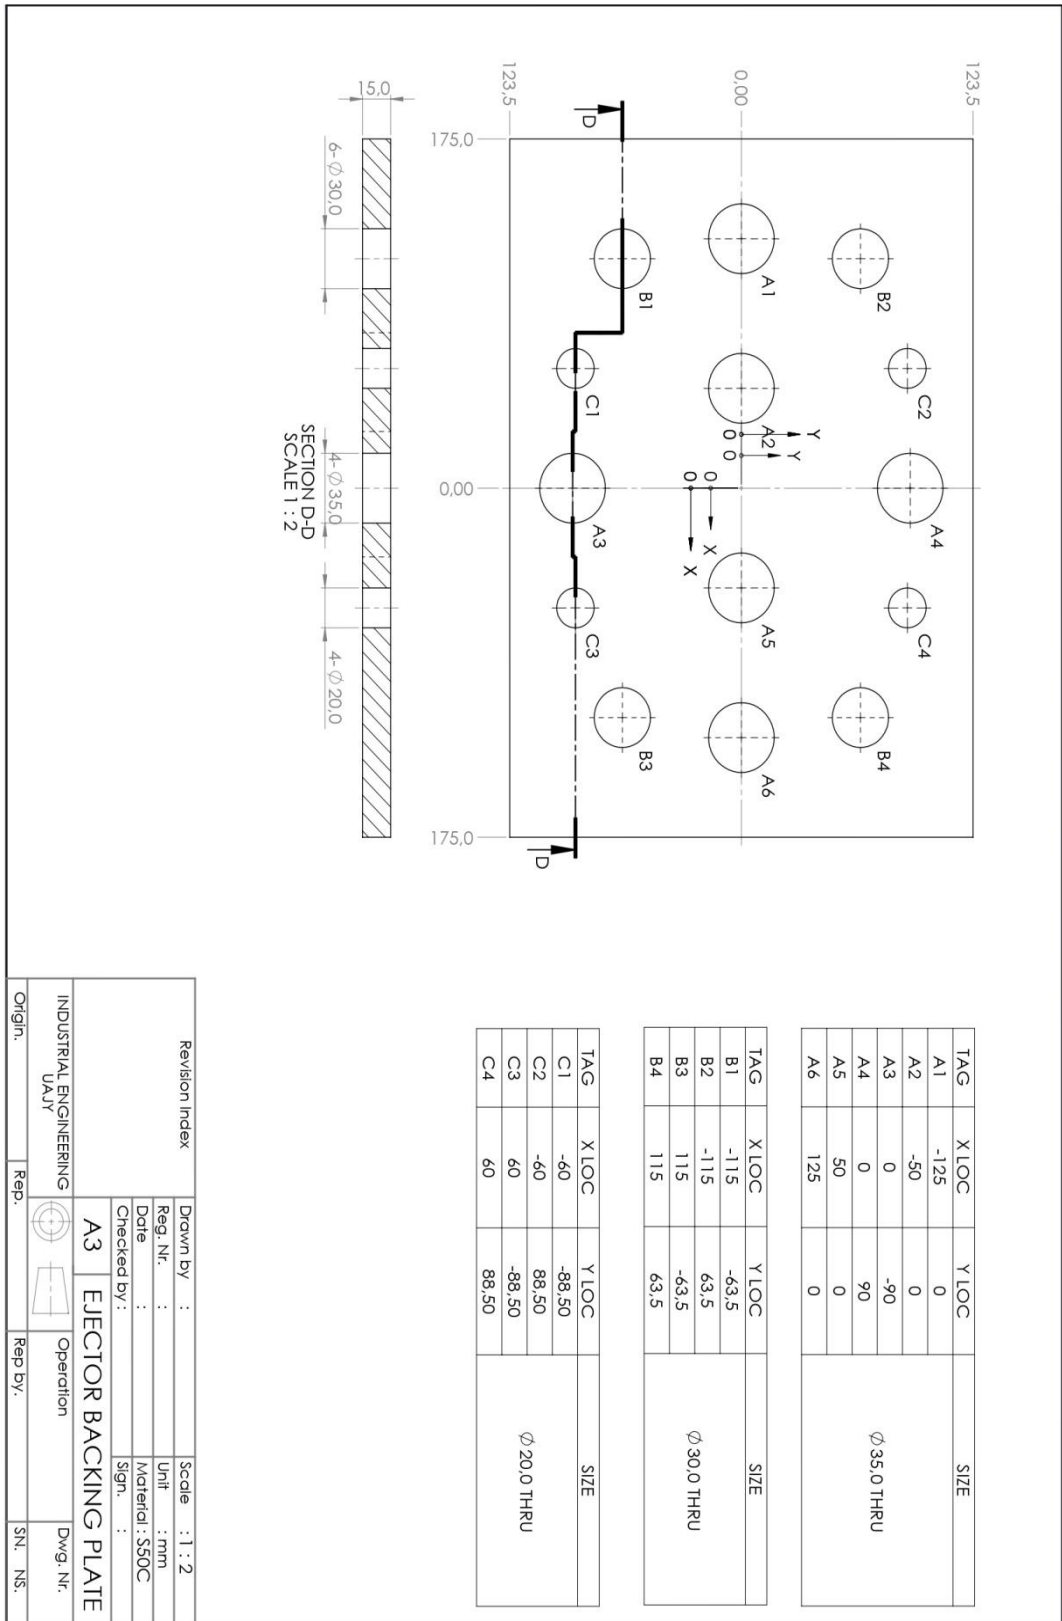 123,5
0,00
123,5
175,0
0,00
175,0
D
D
B2
C2
A4
C4
B4
A1
A2
A5
A6
Y
Y
0
0
0
0
X
X
B1
C1
A3
C3
B3
15,0
6- Ø 30,0
4- Ø 35,0
4- Ø 20,0
SECTION D-D
SCALE 1 : 2
TAG X LOC Y LOC SIZE
A1 -125 0 Ø 35,0 THRU
A2 -50 0
A3 0 -90
A4 0 90
A5 50 0
A6 125 0
TAG X LOC Y LOC SIZE
B1 -115 -63,5 Ø 30,0 THRU
B2 -115 63,5
B3 115 -63,5
B4 115 63,5
TAG X LOC Y LOC SIZE
C1 -60 -88,50 Ø 20,0 THRU
C2 -60 88,50
C3 60 -88,50
C4 60 88,50
Revision Index
Drawn by :
Reg. Nr. :
Date :
Checked by :
Scale : 1 : 2
Unit : mm
Material : S50C
Sign. :
A3 EJECTOR BACKING PLATE
INDUSTRIAL ENGINEERING
UAJY
Operation
Dwg. Nr.
Origin.
Rep.
Rep by.
SN. NS.